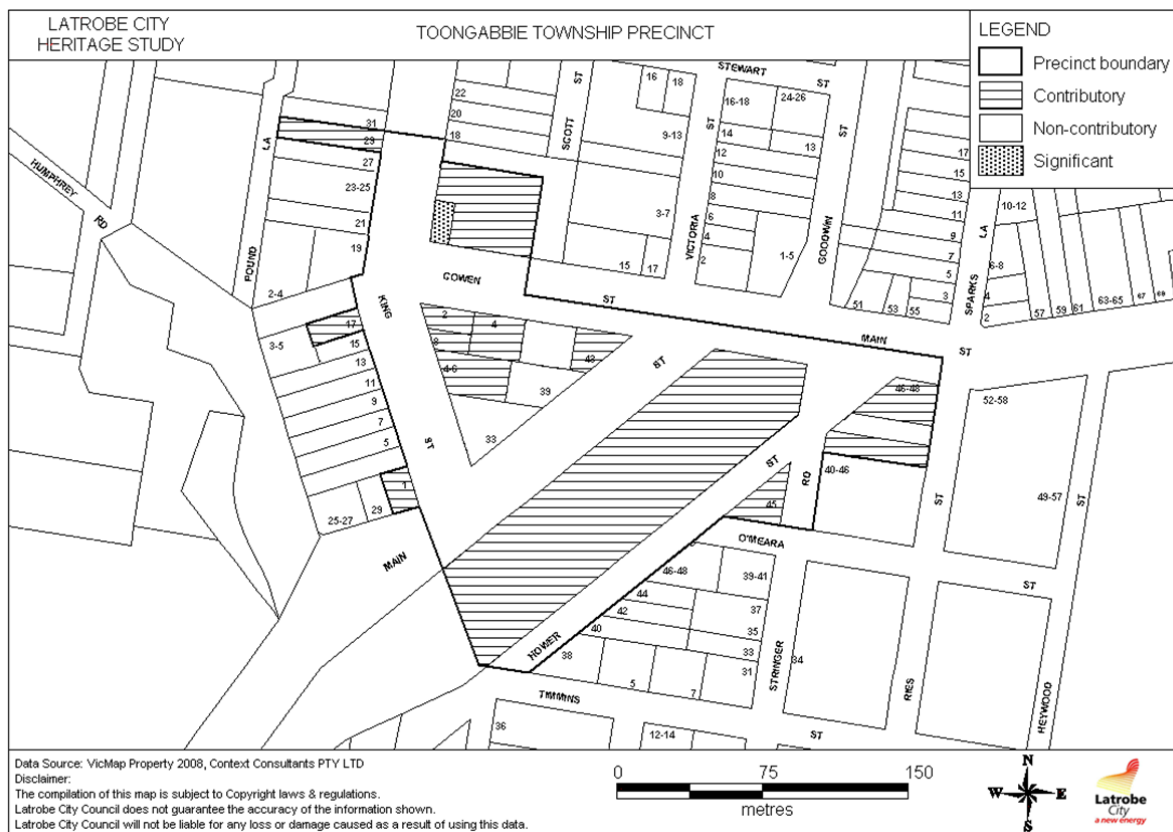 LATROBE CITY
HERITAGE STUDY
TOONGABBIE TOWNSHIP PRECINCT
LEGEND
Precinct boundary
Contributory
Non-contributory
Significant
STEWART ST
16
18
16-18
24-26
22
20
18
SCOTT ST
9-13
14
12
10
8
6
4
2
13
1-5
VICTORIA ST
GOODWIN ST
17
15
13
11
9
7
5
3
10-12
6-8
4
2
SPARKS LA
57
59
61
63-65
67
69
31
29
27
23-25
21
19
2-4
POUND LA
HUMPHREY RD
3-7
15
17
51
53
55
COWEN ST
MAIN ST
KING ST
2
4
8
4-6
43
39
33
17
3-5
15
13
11
9
7
5
1
29
25-27
MAIN ST
46-48
40-46
52-58
49-57
45
RD
ST
O'MEARA ST
HOWER ST
46-48
44
42
40
38
39-41
37
35
33
31
5
7
34
STRINGER
RIES
HEYWOOD ST
TIMMINS ST
36
12-14
Data Source: VicMap Property 2008, Context Consultants PTY LTD
Disclaimer:
The compilation of this map is subject to Copyright laws & regulations.
Latrobe City Council does not guarantee the accuracy of the information shown.
Latrobe City Council will not be liable for any loss or damage caused as a result of using this data.
0 75 150
metres
N
W E
S
Latrobe
City
a new energy